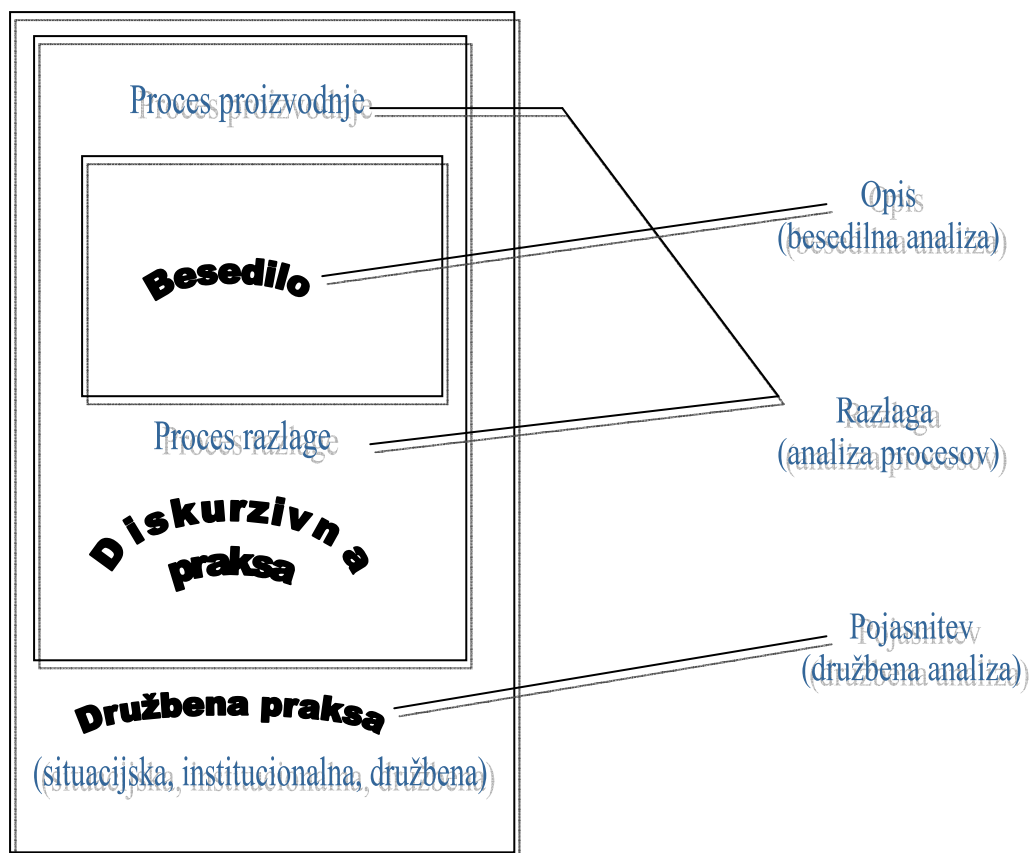 Proces proizvodnje
Opis
(besedilna analiza)
Besedilo
Razlaga
(analiza procesov)
Proces razlage
Diskurzivna
praksa
Pojasnitev
(družbena analiza)
Družbena praksa
(situacijska, institucionalna, družbena)